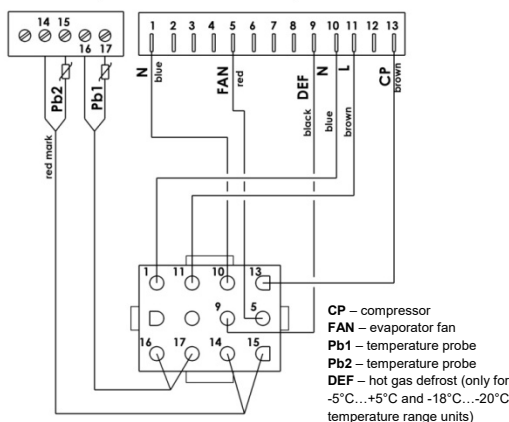 14 15
16 17
1 2 3 4 5 6 7 8 9 10 11 12 13
N blue
FAN red
DEF black
N blue
L brown
CP brown
Pb2
Pb1
red mark
1 11 10 13
9 5
16 17 14 15
CP – compressor
FAN – evaporator fan
Pb1 – temperature probe
Pb2 – temperature probe
DEF – hot gas defrost (only for
-5°C…+5°C and -18°C…-20°C
temperature range units)